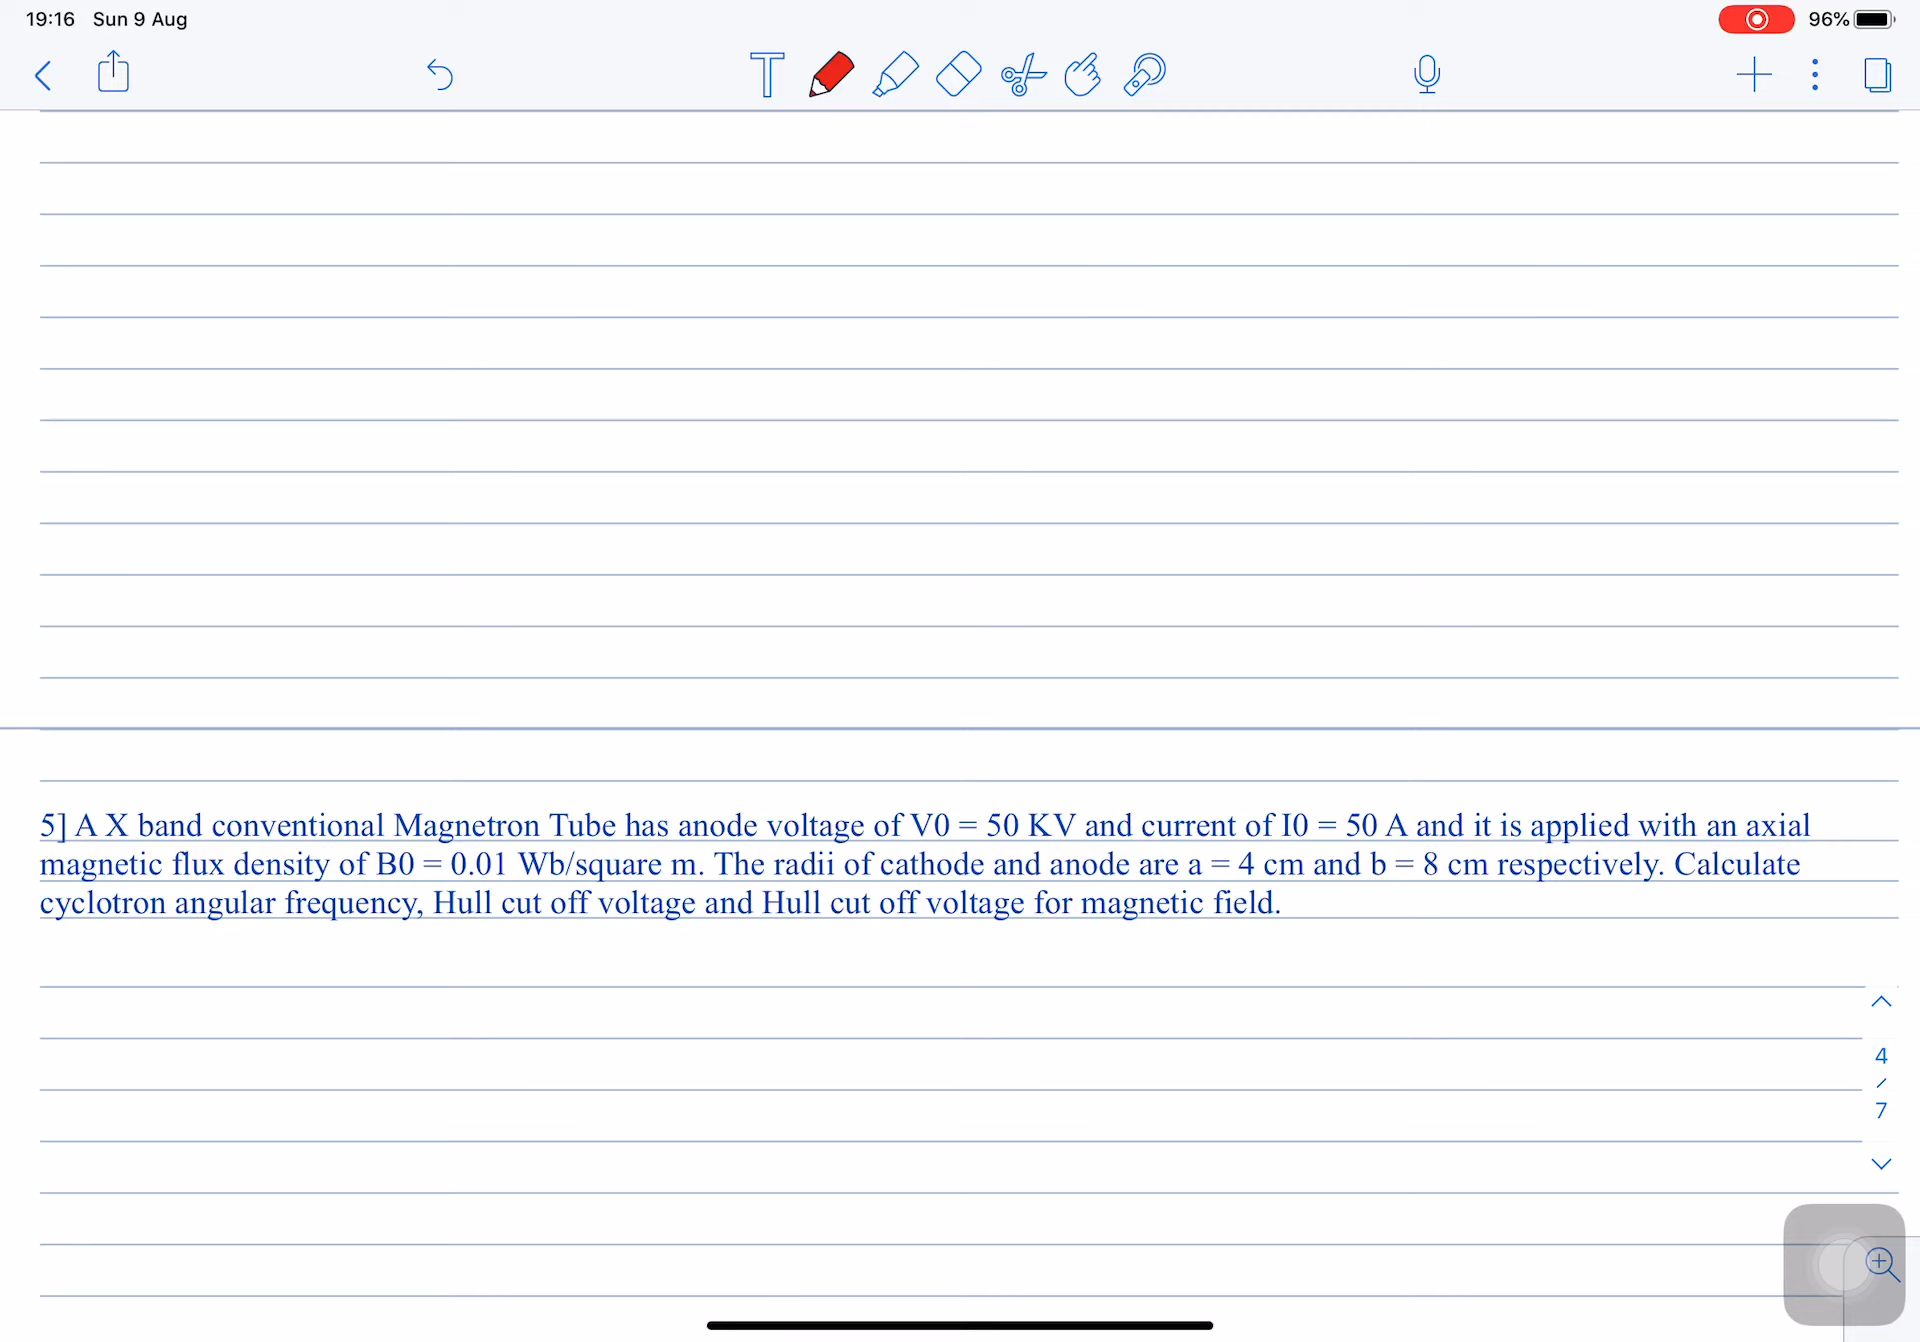 19:16 Sun 9 Aug
96%
5] A X band conventional Magnetron Tube has anode voltage of V0 = 50 KV and current of I0 = 50 A and it is applied with an axial
magnetic flux density of B0 = 0.01 Wb/square m. The radii of cathode and anode are a = 4 cm and b = 8 cm respectively. Calculate
cyclotron angular frequency, Hull cut off voltage and Hull cut off voltage for magnetic field.
4
/
7